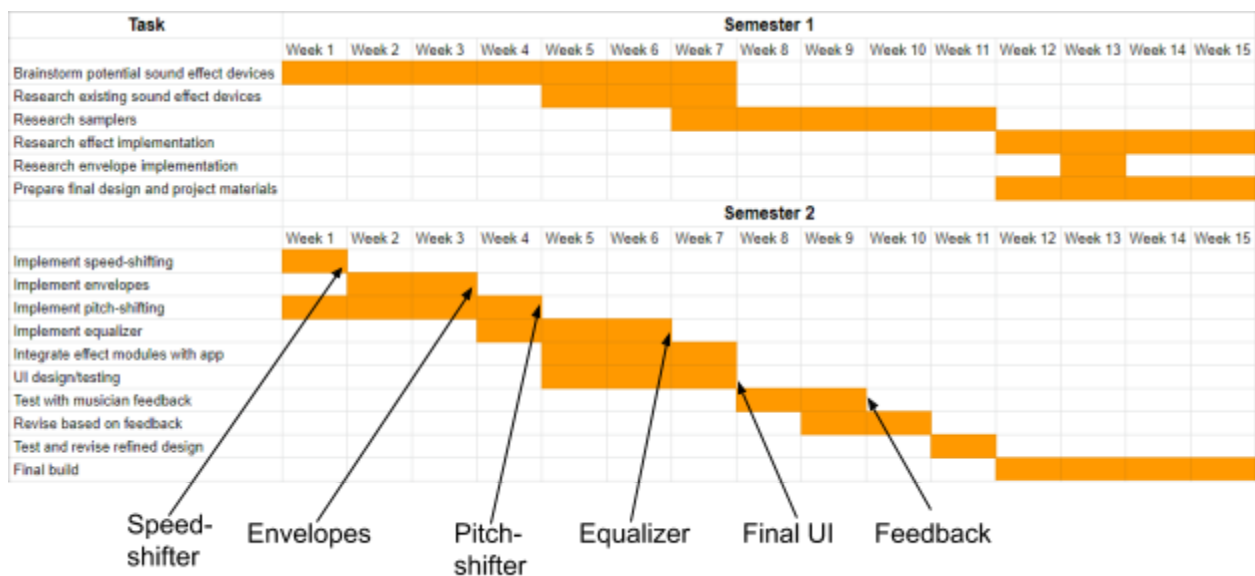 Task Semester 1
Week 1 Week 2 Week 3 Week 4 Week 5 Week 6 Week 7 Week 8 Week 9 Week 10 Week 11 Week 12 Week 13 Week 14 Week 15
Brainstorm potential sound effect devices
Research existing sound effect devices
Research samplers
Research effect implementation
Research envelope implementation
Prepare final design and project materials
Semester 2
Week 1 Week 2 Week 3 Week 4 Week 5 Week 6 Week 7 Week 8 Week 9 Week 10 Week 11 Week 12 Week 13 Week 14 Week 15
Implement speed-shifting
Implement envelopes
Implement pitch-shifting
Implement equalizer
Integrate effect modules with app
UI design/testing
Test with musician feedback
Revise based on feedback
Test and revise refined design
Final build
Speed-
shifter
Envelopes
Pitch-
shifter
Equalizer
Final UI
Feedback